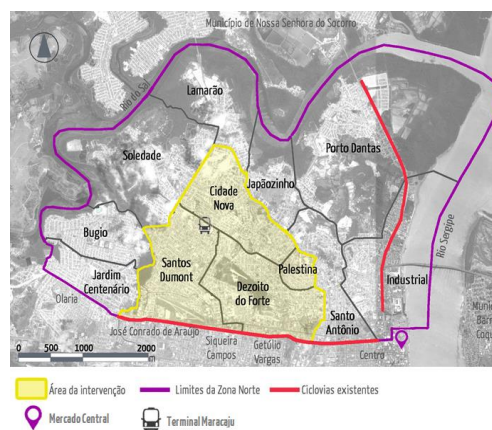 Município de Nossa Senhora do Socorro
Rio do Sal
Lamarão
Porto Dantas
Soledade
Japãozinho
Cidade
Nova
Bugio
Rio Sergipe
Santos
Dumont
Palestina
Jardim
Centenário
Dezoito
do Forte
Industrial
Olaria
Santo
Antônio
José Conrado de Araújo
Siqueira
Campos
Getúlio
Vargas
Centro
0 500 1000 2000
m
Área da intervenção
Limites da Zona Norte
Ciclovias existentes
Mercado Central
Terminal Maracaju